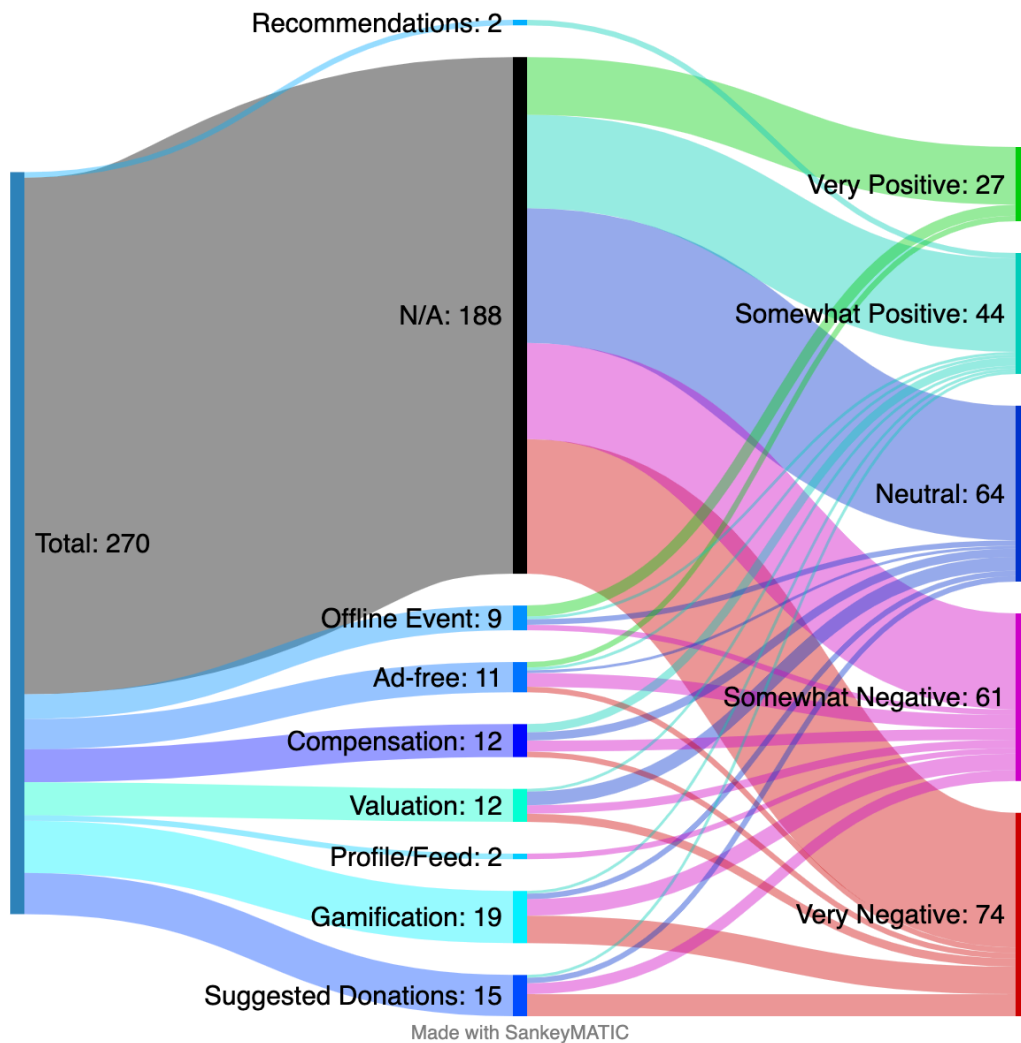 Recommendations: 2
Very Positive: 27
Somewhat Positive: 44
N/A: 188
Neutral: 64
Total: 270
Offline Event: 9
Ad-free: 11
Somewhat Negative: 61
Compensation: 12
Valuation: 12
Profile/Feed: 2
Gamification: 19
Very Negative: 74
Suggested Donations: 15
Made with SankeyMATIC